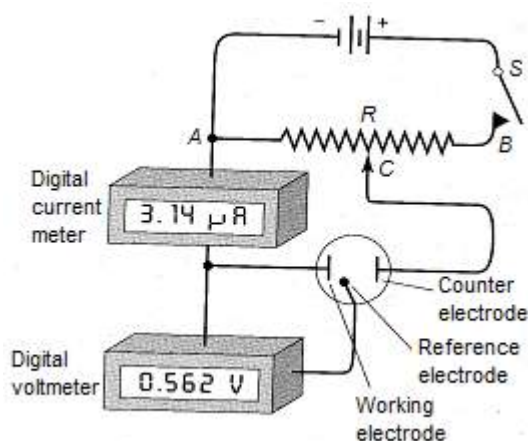 − +
S
R
A
B
C
Digital
current
meter
3.14 µA
Counter
electrode
Reference
electrode
Digital
voltmeter
0.562 V
Working
electrode